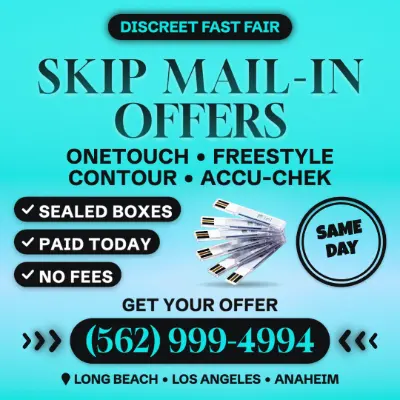 DISCREET FAST FAIR
SKIP MAIL-IN
OFFERS
ONETOUCH • FREESTYLE
CONTOUR • ACCU-CHEK
SEALED BOXES
PAID TODAY
NO FEES
SAME
DAY
GET YOUR OFFER
(562) 999-4994
LONG BEACH • LOS ANGELES • ANAHEIM